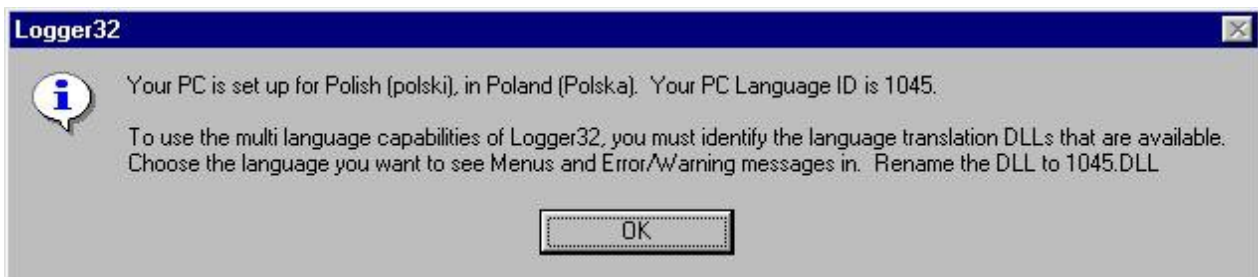 Logger32
Your PC is set up for Polish (polski), in Poland (Polska).  Your PC Language ID is 1045.
To use the multi language capabilities of Logger32, you must identify the language translation DLLs that are available.
Choose the language you want to see Menus and Error/Warning messages in.  Rename the DLL to 1045.DLL
OK